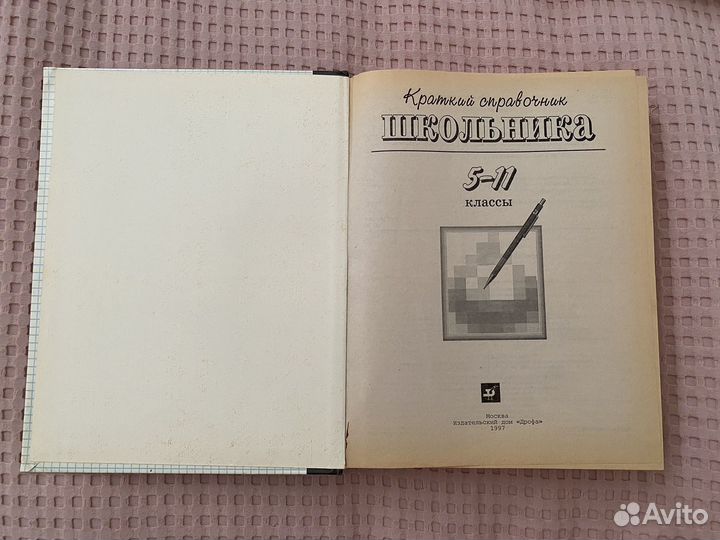 Краткий справочник
ШКОЛЬНИКА
5–11
классы
Москва
издательский дом «Дрофа»
1997
Avito